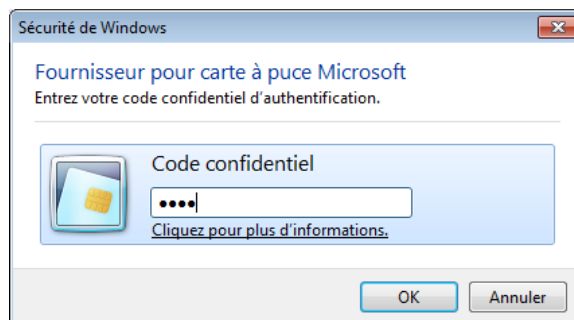 Sécurité de Windows
Fournisseur pour carte à puce Microsoft
Entrez votre code confidentiel d'authentification.
Code confidentiel
••••
Cliquez pour plus d'informations.
OK
Annuler